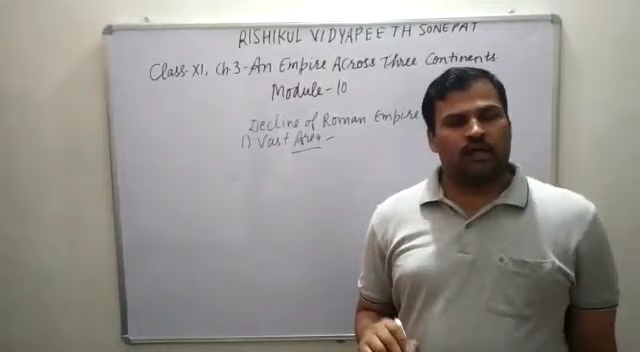 RISHIKUL VIDYAPEETH SONEPAT
Class-XI, Ch.3-An Empire Across Three Continents
Module-10
Decline of Roman Empire
1) Vast Area-